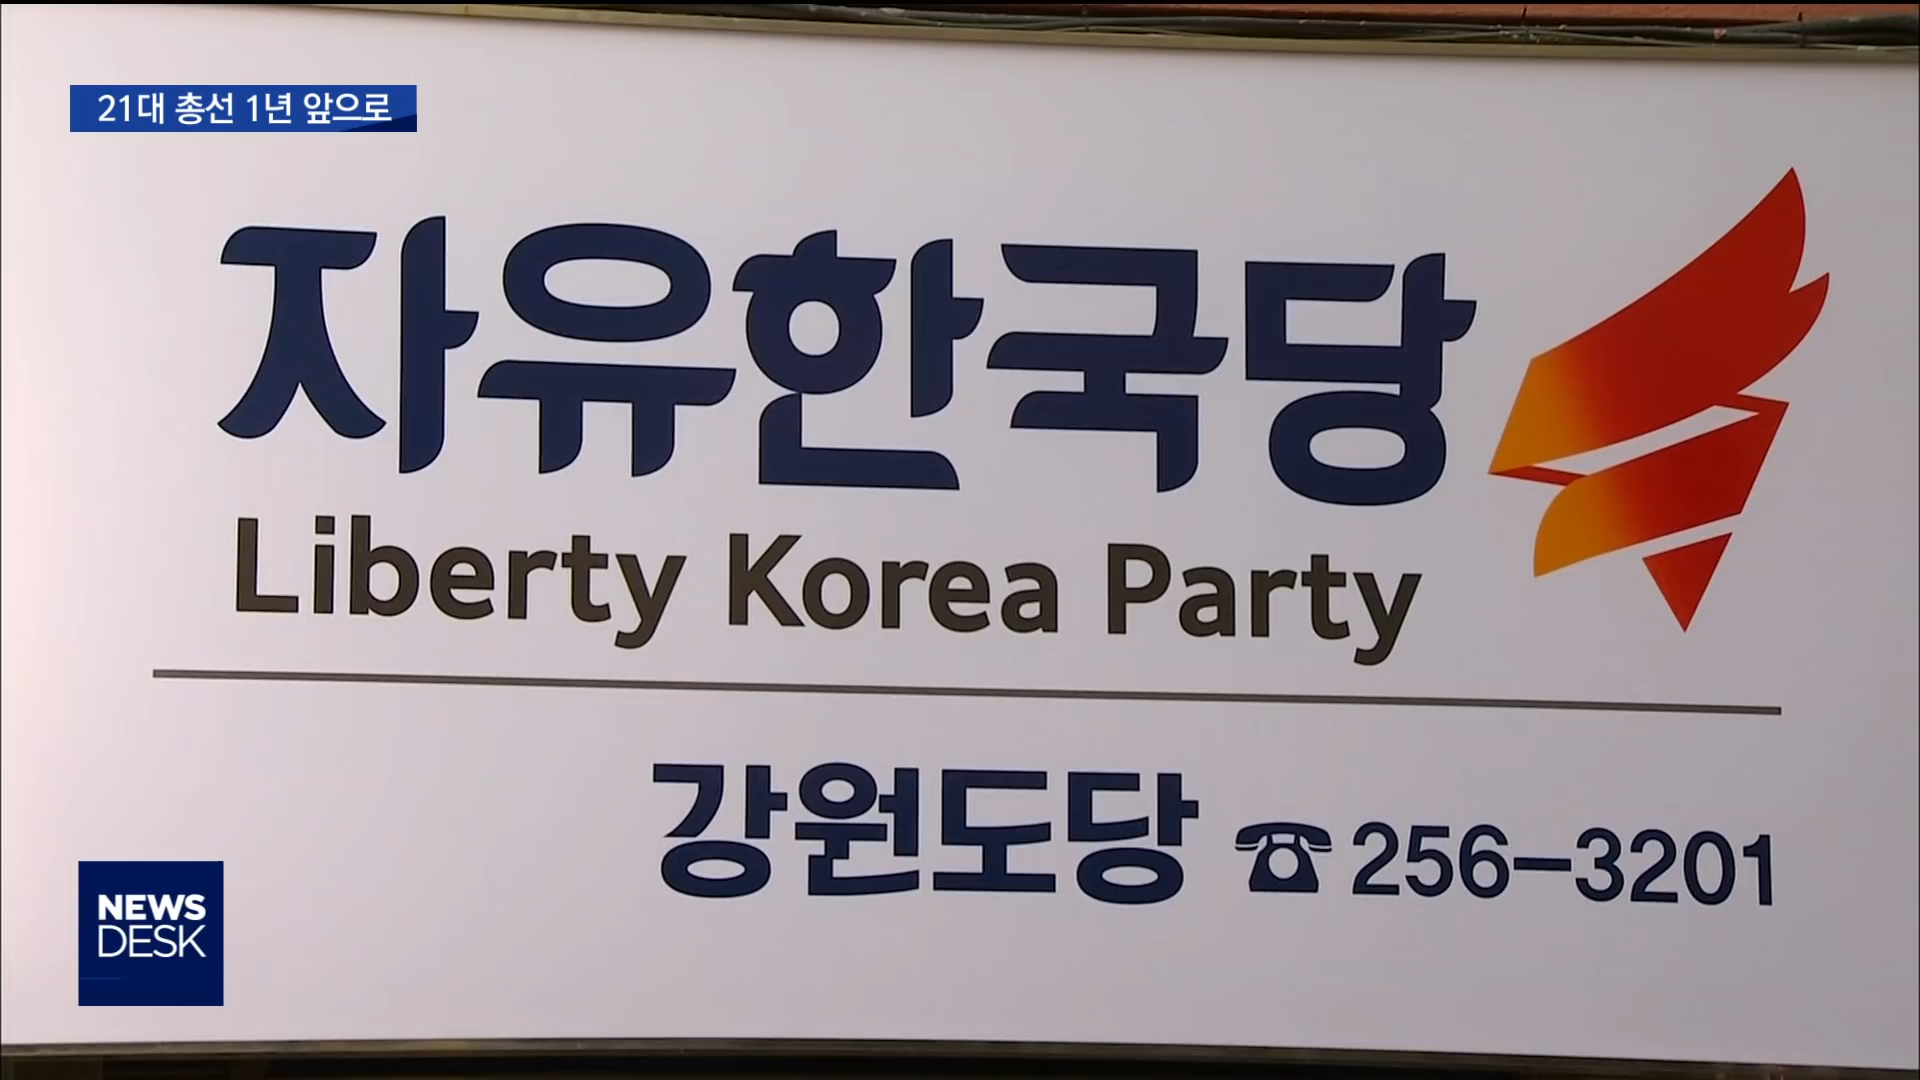 21대 총선 1년 앞으로
자유한국당
Liberty Korea Party
강원도당 ☎ 256-3201
NEWS
DESK